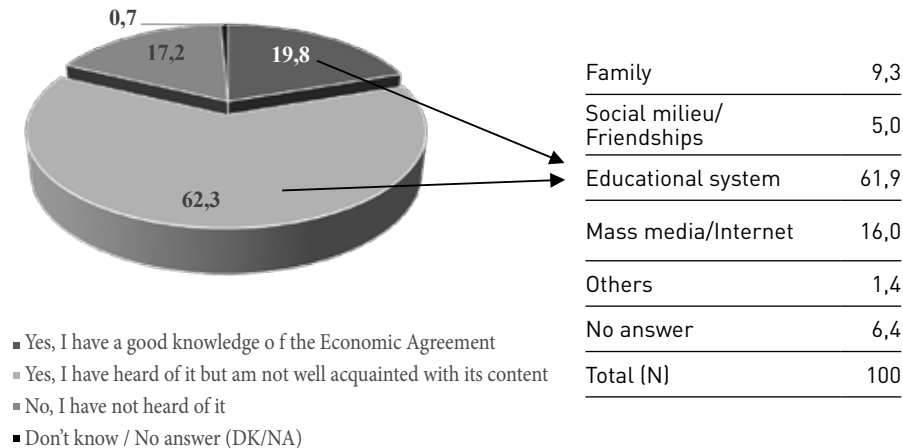 0,7
17,2
19,8
62,3
Family 9,3
Social milieu/
Friendships 5,0
Educational system 61,9
Mass media/Internet 16,0
Others 1,4
No answer 6,4
Total (N) 100
Yes, I have a good knowledge o f the Economic Agreement
Yes, I have heard of it but am not well acquainted with its content
No, I have not heard of it
Don't know / No answer (DK/NA)